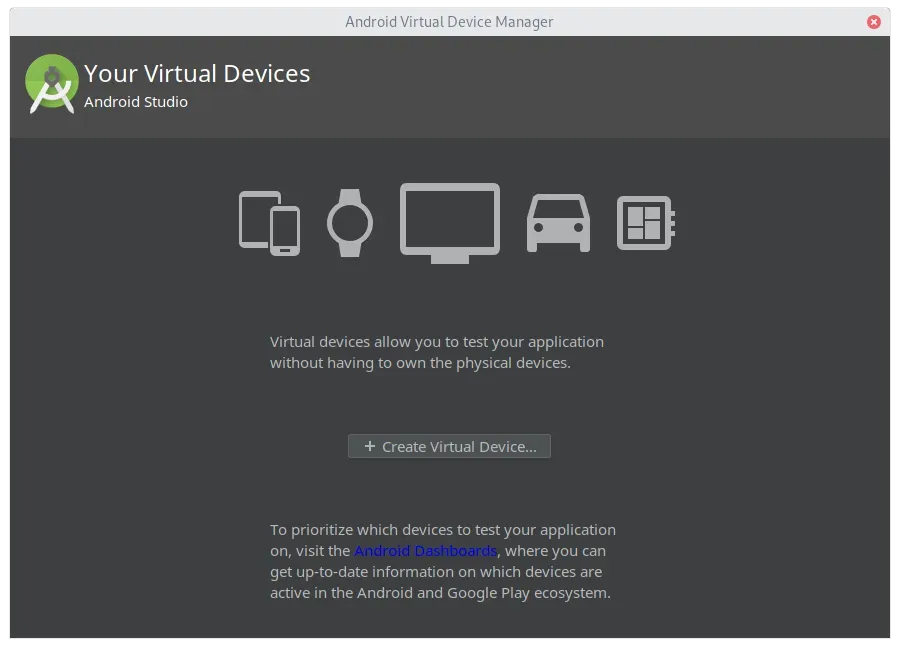 Android Virtual Device Manager
Your Virtual Devices
Android Studio
Virtual devices allow you to test your application
without having to own the physical devices.
+ Create Virtual Device...
To prioritize which devices to test your application
on, visit the Android Dashboards, where you can
get up-to-date information on which devices are
active in the Android and Google Play ecosystem.